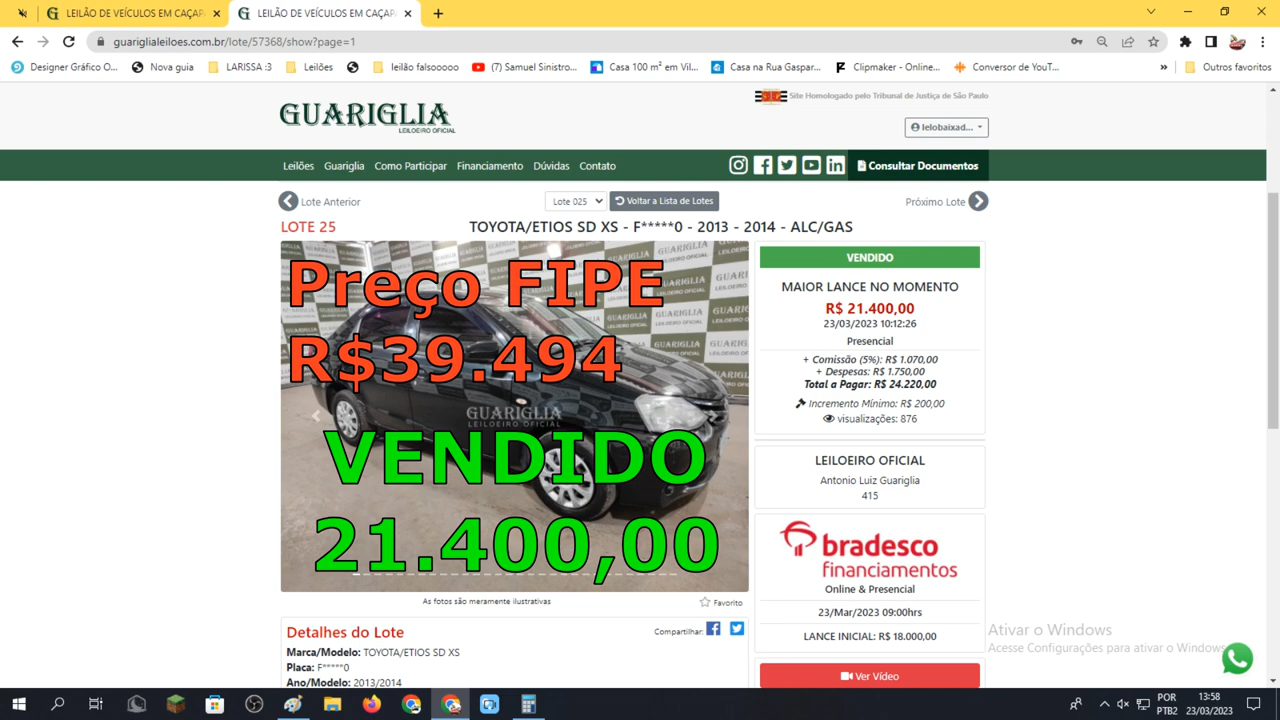 LEILÃO DE VEÍCULOS EM CAÇAP
LEILÃO DE VEÍCULOS EM CAÇAP
guariglialeiloes.com.br/lote/57368/show?page=1
Designer Gráfico O...
Nova guia
LARISSA :3
Leilões
leilão falsooooo
(7) Samuel Sinistro...
Casa 100 m² em Vil...
Casa na Rua Gaspar...
Clipmaker - Online...
Conversor de YouT...
»
Outros favoritos
GUARIGLIA
LEILOEIRO OFICIAL
Site Homologado pelo Tribunal de Justiça de São Paulo
lelobaixad...
Leilões
Guariglia
Como Participar
Financiamento
Dúvidas
Contato
Consultar Documentos
Lote Anterior
Lote 025
Voltar a Lista de Lotes
Próximo Lote
LOTE 25
TOYOTA/ETIOS SD XS - F*****0 - 2013 - 2014 - ALC/GAS
Preço FIPE
R$39.494
GUARIGLIA
LEILOEIRO OFICIAL
VENDIDO
21.400,00
VENDIDO
MAIOR LANCE NO MOMENTO
R$ 21.400,00
23/03/2023 10:12:26
Presencial
+ Comissão (5%): R$ 1.070,00
+ Despesas: R$ 1.750,00
Total a Pagar: R$ 24.220,00
Incremento Mínimo: R$ 200,00
visualizações: 876
LEILOEIRO OFICIAL
Antonio Luiz Guariglia
415
bradesco
financiamentos
Online & Presencial
23/Mar/2023 09:00hrs
LANCE INICIAL: R$ 18.000,00
Ver Vídeo
As fotos são meramente ilustrativas
Favorito
Detalhes do Lote
Compartilhar:
Marca/Modelo: TOYOTA/ETIOS SD XS
Placa: F*****0
Ano/Modelo: 2013/2014
Ativar o Windows
Acesse Configurações para ativar o Windows
POR
PTB2
13:58
23/03/2023